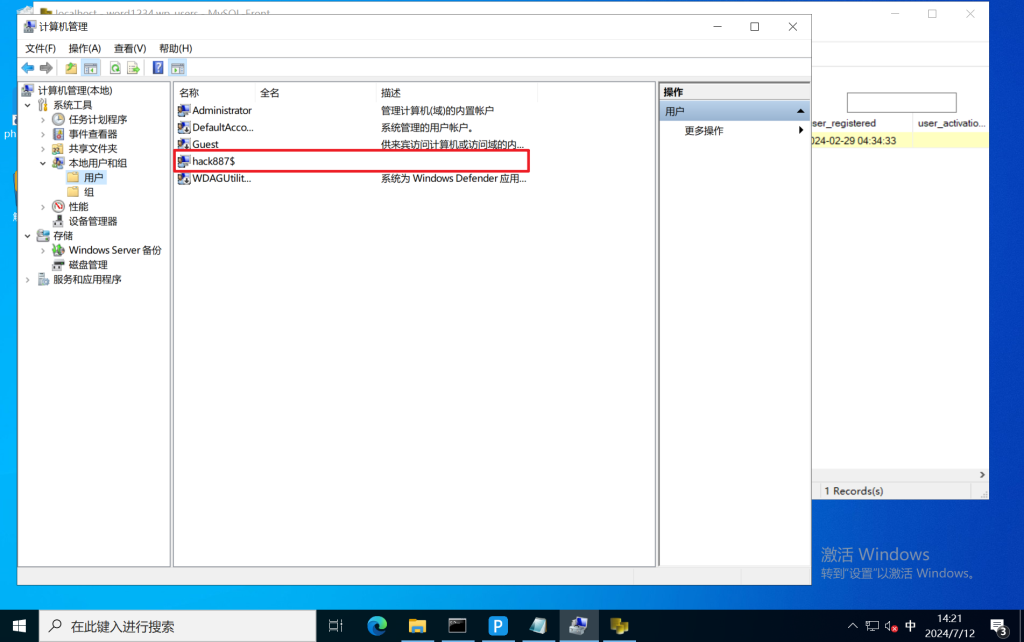 localhost - word1234.wp_users - MySQL-Front
计算机管理
文件(F) 操作(A) 查看(V) 帮助(H)
计算机管理(本地)
系统工具
任务计划程序
事件查看器
共享文件夹
本地用户和组
用户
组
性能
设备管理器
存储
Windows Server 备份
磁盘管理
服务和应用程序
名称 全名 描述
Administrator 管理计算机(域)的内置帐户
DefaultAcco... 系统管理的用户帐户。
Guest 供来宾访问计算机或访问域的内...
hack887$
WDAGUtilit... 系统为 Windows Defender 应用...
操作
用户
更多操作
ser_registered user_activatio...
024-02-29 04:34:33
1 Records(s)
ph
激活 Windows
转到"设置"以激活 Windows。
在此键入进行搜索
中
14:21
2024/7/12
3